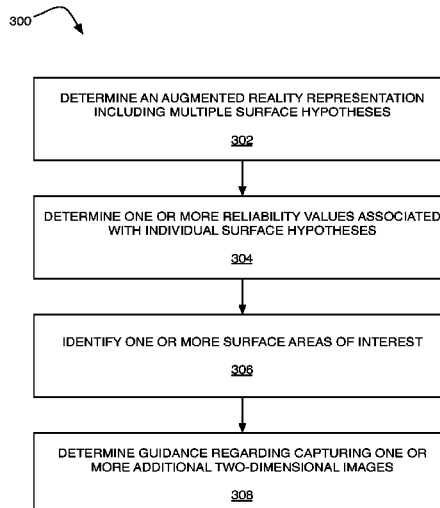 300
DETERMINE AN AUGMENTED REALITY REPRESENTATION
INCLUDING MULTIPLE SURFACE HYPOTHESES
302
DETERMINE ONE OR MORE RELIABILITY VALUES ASSOCIATED
WITH INDIVIDUAL SURFACE HYPOTHESES
304
IDENTIFY ONE OR MORE SURFACE AREAS OF INTEREST
306
DETERMINE GUIDANCE REGARDING CAPTURING ONE OR
MORE ADDITIONAL TWO-DIMENSIONAL IMAGES
308